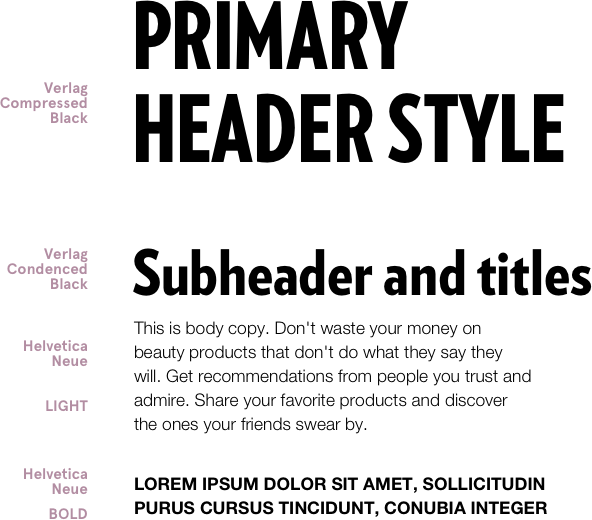 PRIMARY
HEADER STYLE
Verlag
Compressed
Black
Verlag
Condenced
Black
Subheader and titles
This is body copy. Don't waste your money on
beauty products that don't do what they say they
will. Get recommendations from people you trust and
admire. Share your favorite products and discover
the ones your friends swear by.
Helvetica
Neue
LIGHT
Helvetica
Neue
BOLD
LOREM IPSUM DOLOR SIT AMET, SOLLICITUDIN
PURUS CURSUS TINCIDUNT, CONUBIA INTEGER